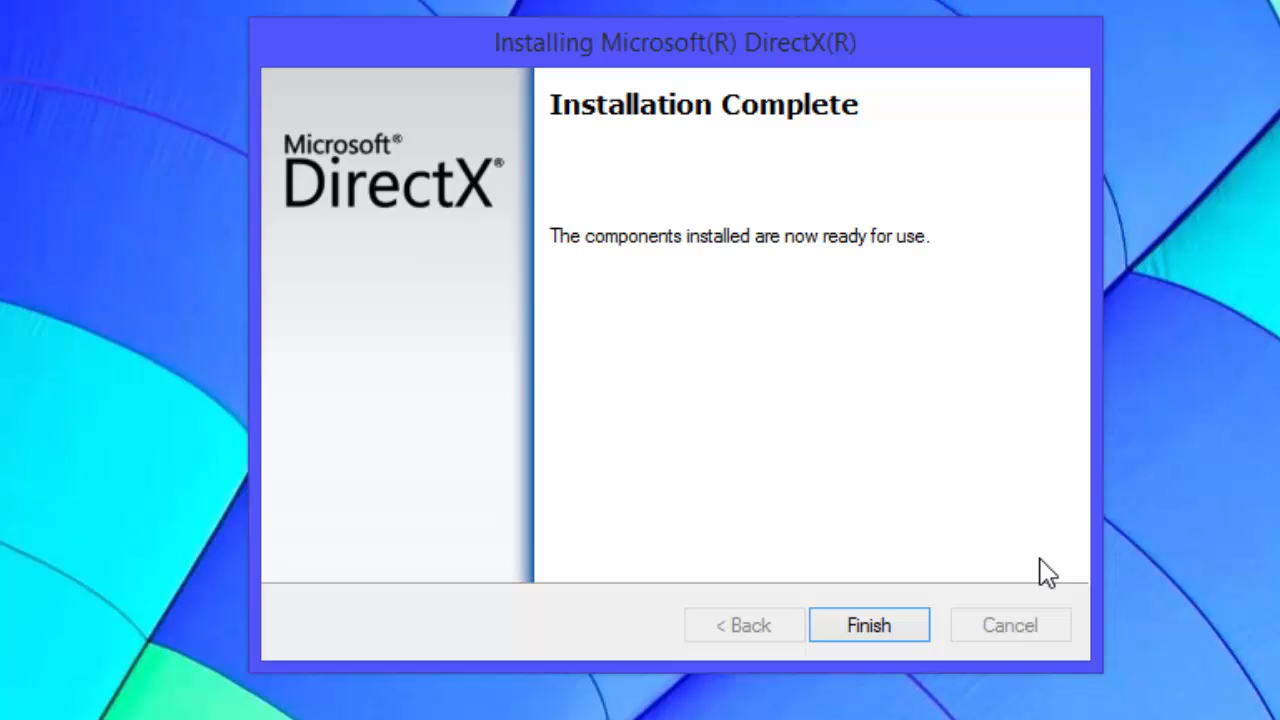 Installing Microsoft(R) DirectX(R)
Microsoft®
DirectX®
Installation Complete
The components installed are now ready for use.
< Back
Finish
Cancel